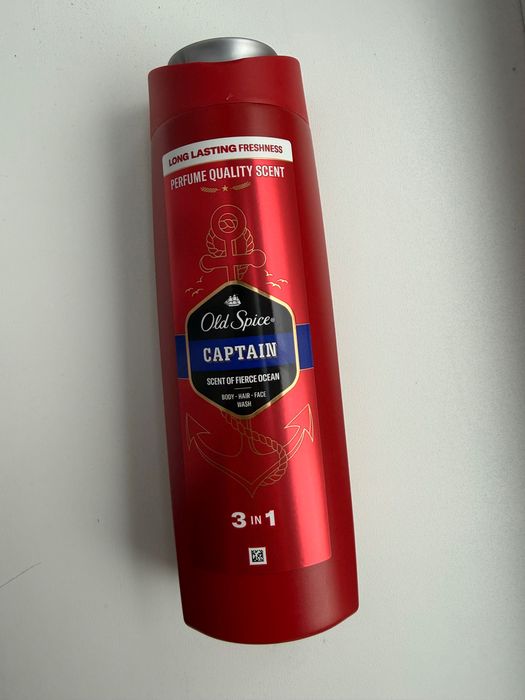 LONG LASTING FRESHNESS
PERFUME QUALITY SCENT
Old Spice®
CAPTAIN
SCENT OF FIERCE OCEAN
BODY - HAIR - FACE
WASH
3 IN 1